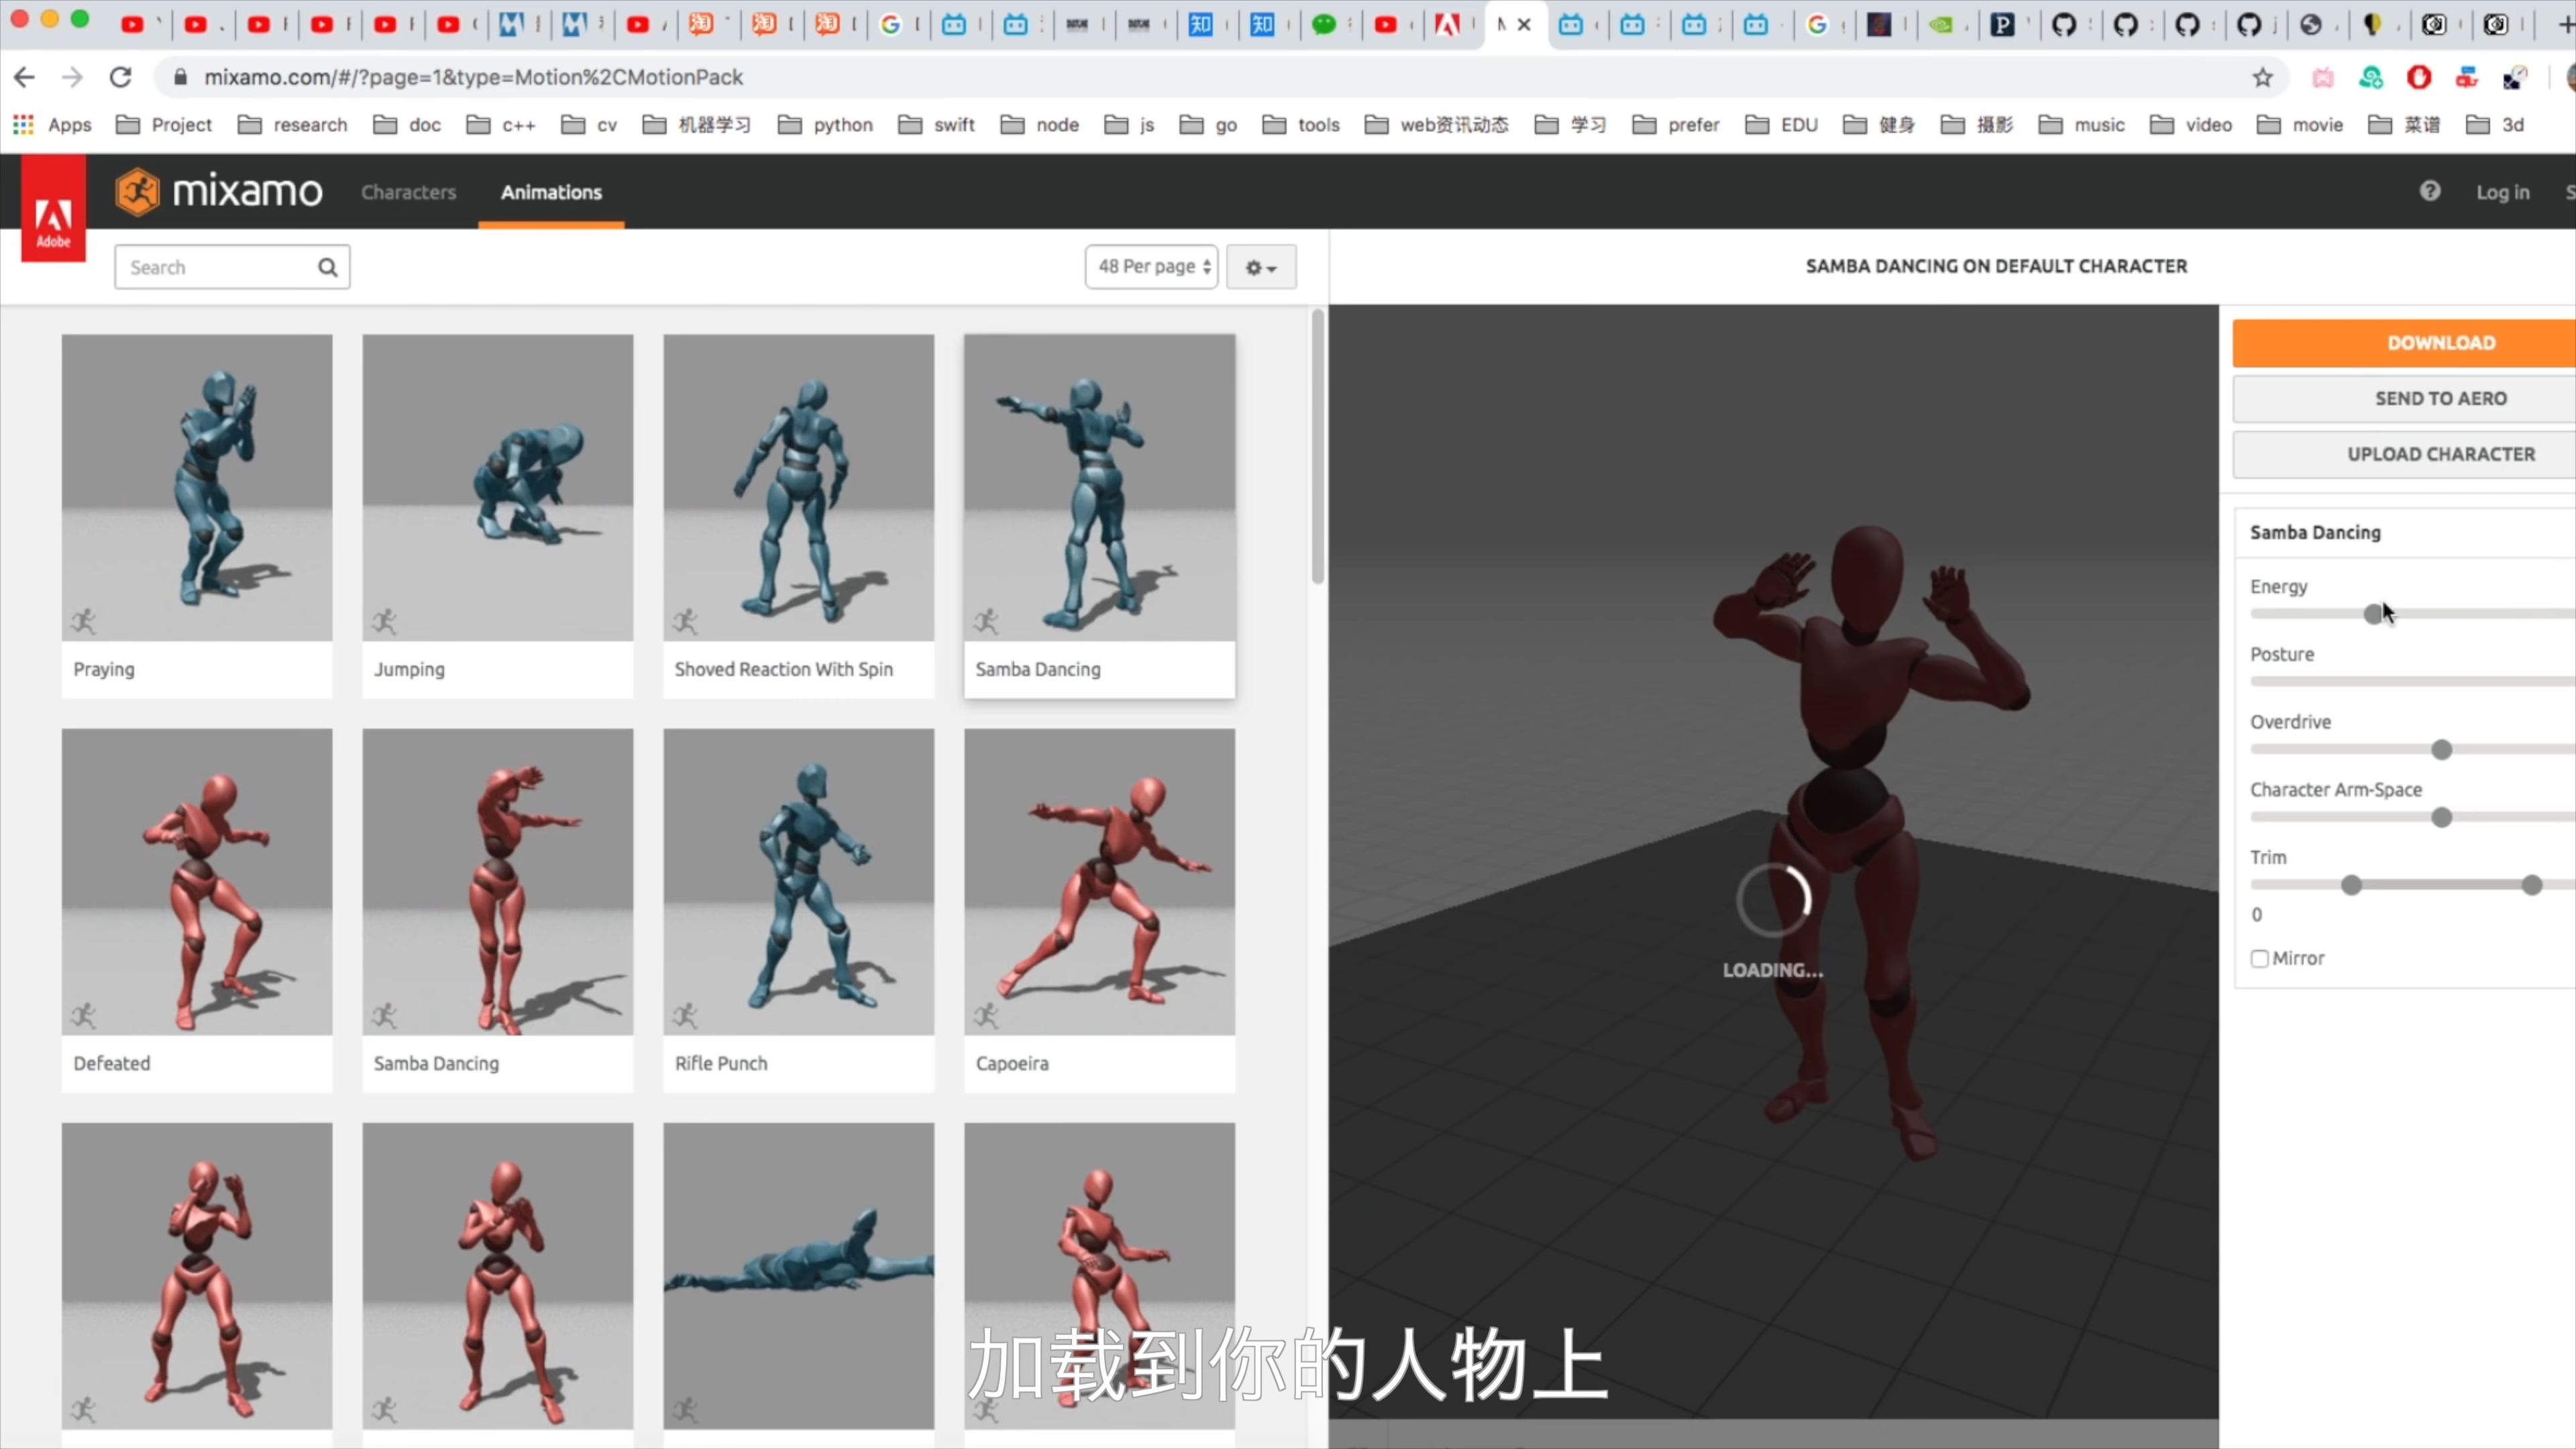 mixamo.com/#/?page=1&type=Motion%2CMotionPack
Apps Project research doc c++ cv 机器学习 python swift node js go tools web资讯动态 学习 prefer EDU 健身 摄影 music video movie 菜谱 3d
Adobe
mixamo Characters Animations Log in
Search 48 Per page
SAMBA DANCING ON DEFAULT CHARACTER
DOWNLOAD
SEND TO AERO
UPLOAD CHARACTER
Praying Jumping Shoved Reaction With Spin Samba Dancing
Defeated Samba Dancing Rifle Punch Capoeira
LOADING...
Samba Dancing
Energy
Posture
Overdrive
Character Arm-Space
Trim
0
Mirror
加载到你的人物上